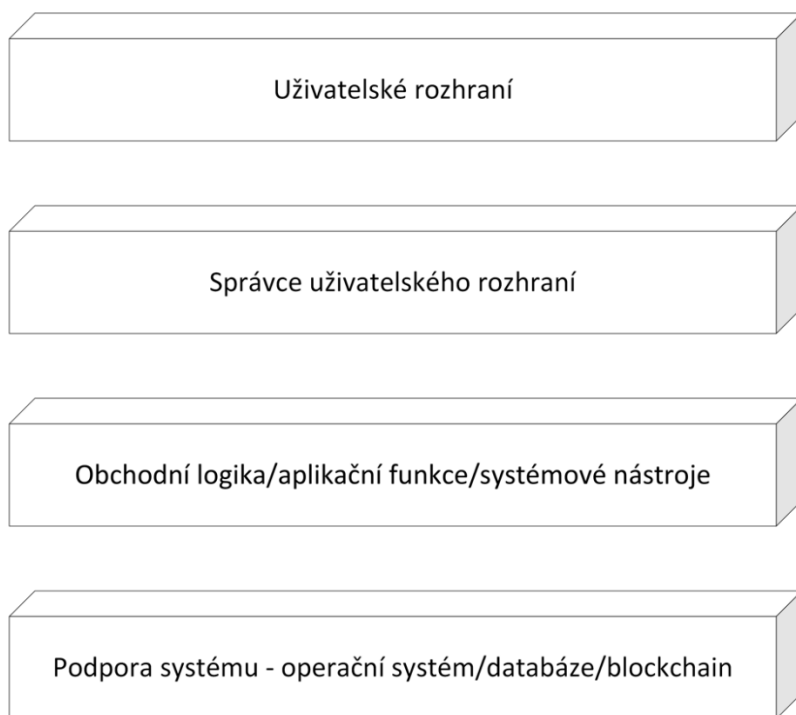 Uživatelské rozhraní
Správce uživatelského rozhraní
Obchodní logika/aplikační funkce/systémové nástroje
Podpora systému - operační systém/databáze/blockchain